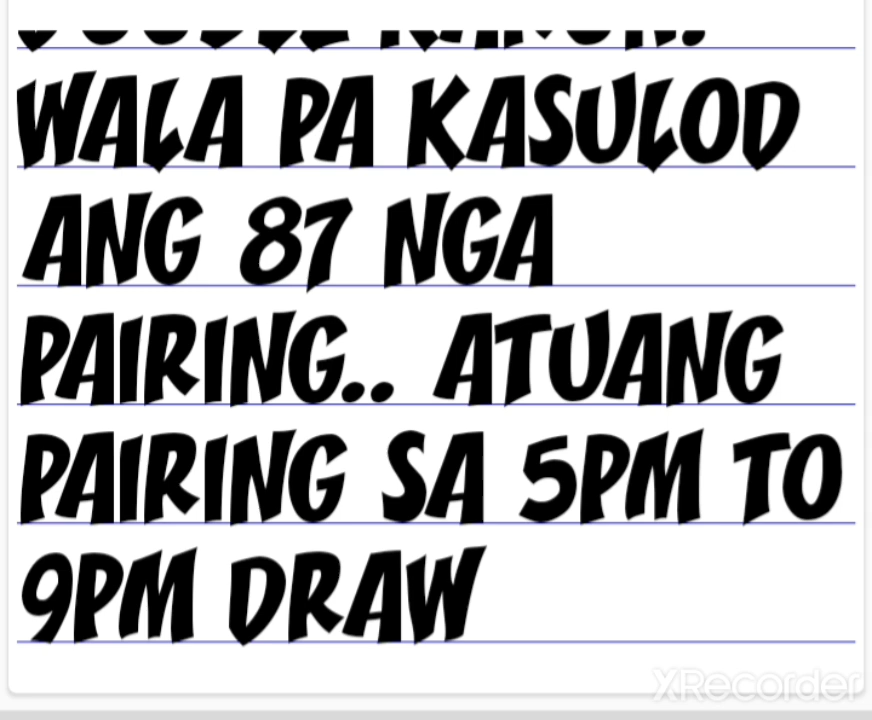 WALA PA KASULOD
ANG 87 NGA
PAIRING.. ATUANG
PAIRING SA 5PM TO
9PM DRAW
XRecorder